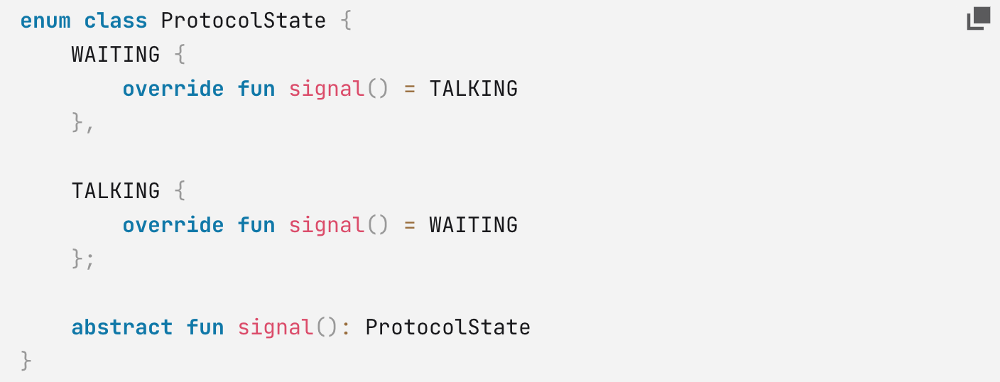 enum class ProtocolState {
    WAITING {
        override fun signal() = TALKING
    },

    TALKING {
        override fun signal() = WAITING
    };

    abstract fun signal(): ProtocolState
}